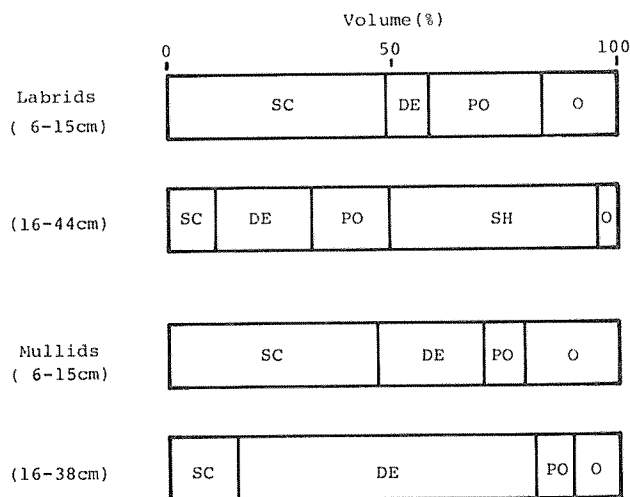 Volume(%)
0 50 100
Labrids
( 6-15cm)
SC DE PO O
(16-44cm)
SC DE PO SH O
Mullids
( 6-15cm)
SC DE PO O
(16-38cm)
SC DE PO O